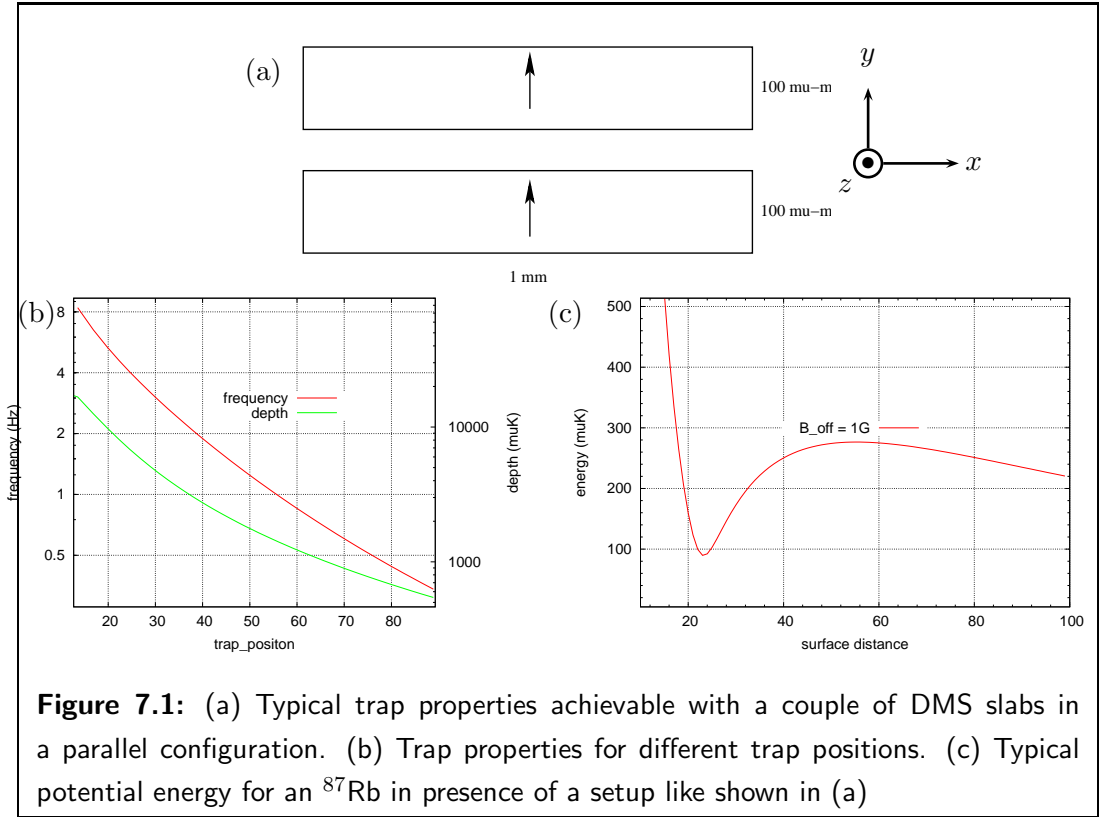 (a)
100 mu−m
100 mu−m
1 mm
y
x
z
(b)
8
4
2
1
0.5
frequency (Hz)
frequency
depth
10000
1000
depth (muK)
20 30 40 50 60 70 80
trap_positon
(c)
500
400
300
200
100
energy (muK)
B_off = 1G
20 40 60 80 100
surface distance
Figure 7.1: (a) Typical trap properties achievable with a couple of DMS slabs in
a parallel configuration. (b) Trap properties for different trap positions. (c) Typical
potential energy for an ⁸⁷Rb in presence of a setup like shown in (a)